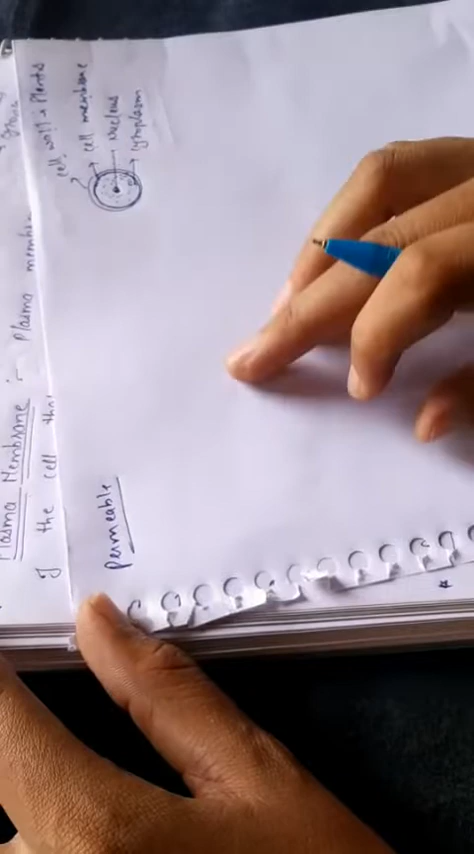 Plasma Membrane :- Plasma membr
of the cell that
cell wall : Plants
cell membrane
nucleus
cytoplasm
Permeable